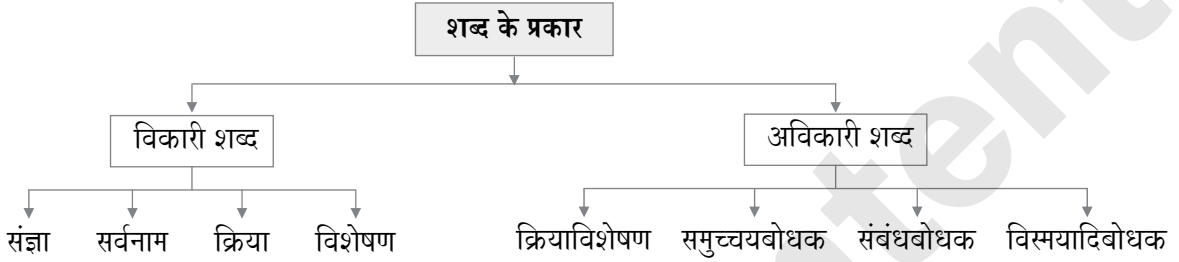 शब्द के प्रकार
विकारी शब्द अविकारी शब्द
संज्ञा सर्वनाम क्रिया विशेषण क्रियाविशेषण समुच्चयबोधक संबंधबोधक विस्मयादिबोधक